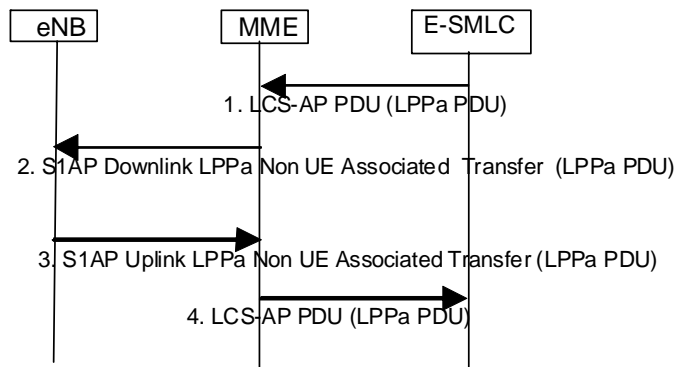 eNB
MME
E-SMLC
1. LCS-AP PDU (LPPa PDU)
2. S1AP Downlink LPPa Non UE Associated Transfer (LPPa PDU)
3. S1AP Uplink LPPa Non UE Associated Transfer (LPPa PDU)
4. LCS-AP PDU (LPPa PDU)